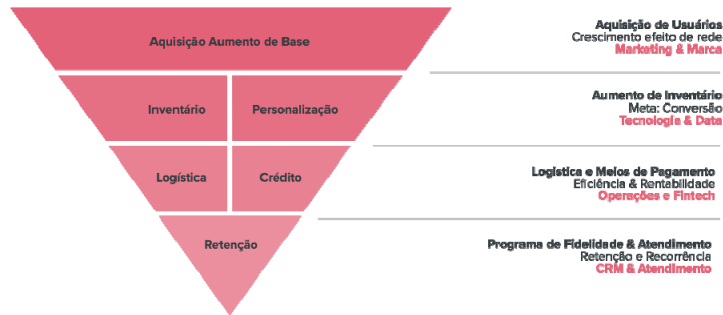 Aquisição Aumento de Base
Aquisição de Usuários
Crescimento efeito de rede
Marketing & Marca
Inventário
Personalização
Aumento de Inventário
Meta: Conversão
Tecnologia & Data
Logística
Crédito
Logística e Meios de Pagamento
Eficiência & Rentabilidade
Operações e Fintech
Retenção
Programa de Fidelidade & Atendimento
Retenção e Recorrência
CRM & Atendimento